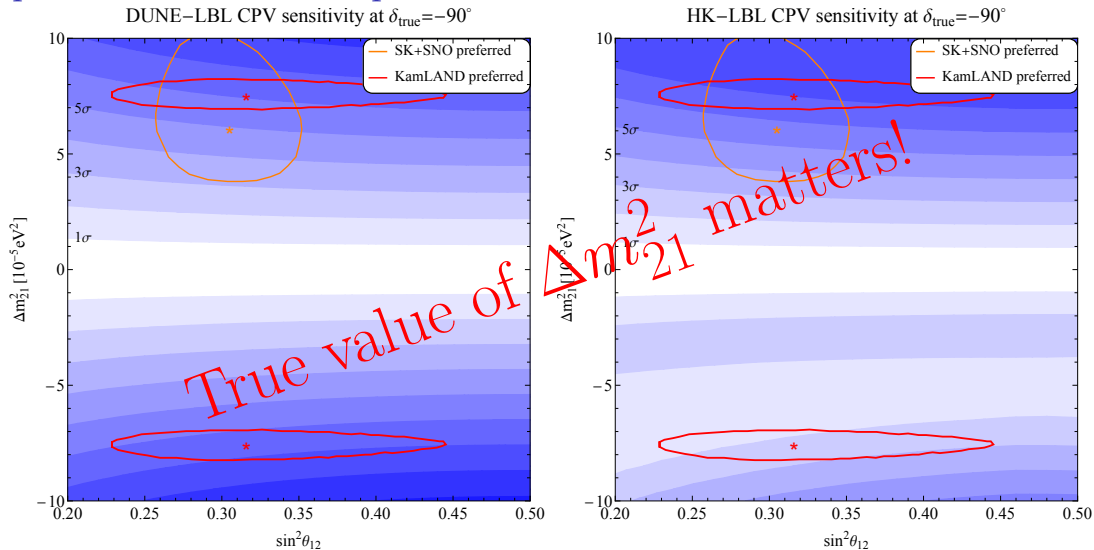 DUNE−LBL CPV sensitivity at δtrue=−90°
SK+SNO preferred
KamLAND preferred
10
5
0
−5
−10
5σ
3σ
1σ
Δm²21 [10⁻⁵eV²]
0.20 0.25 0.30 0.35 0.40 0.45 0.50
sin²θ12
HK−LBL CPV sensitivity at δtrue=−90°
SK+SNO preferred
KamLAND preferred
10
5
0
−5
−10
5σ
3σ
1σ
Δm²21 [10⁻⁵eV²]
0.20 0.25 0.30 0.35 0.40 0.45 0.50
sin²θ12
True value of Δm²21 matters!